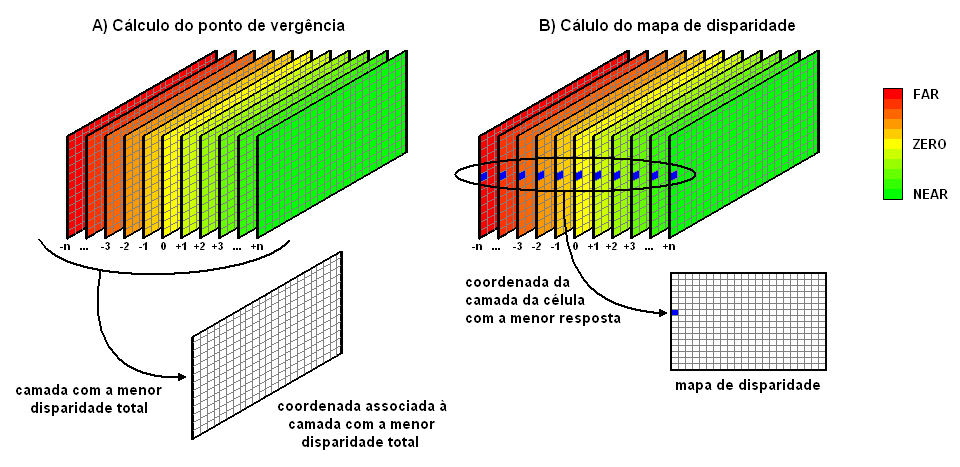 A) Cálculo do ponto de vergência
B) Cálulo do mapa de disparidade
FAR
ZERO
NEAR
-n ... -3 -2 -1 0 +1 +2 +3 ... +n
-n ... -3 -2 -1 0 +1 +2 +3 ... +n
coordenada da
camada da célula
com a menor resposta
mapa de disparidade
camada com a menor
disparidade total
coordenada associada à
camada com a menor
disparidade total